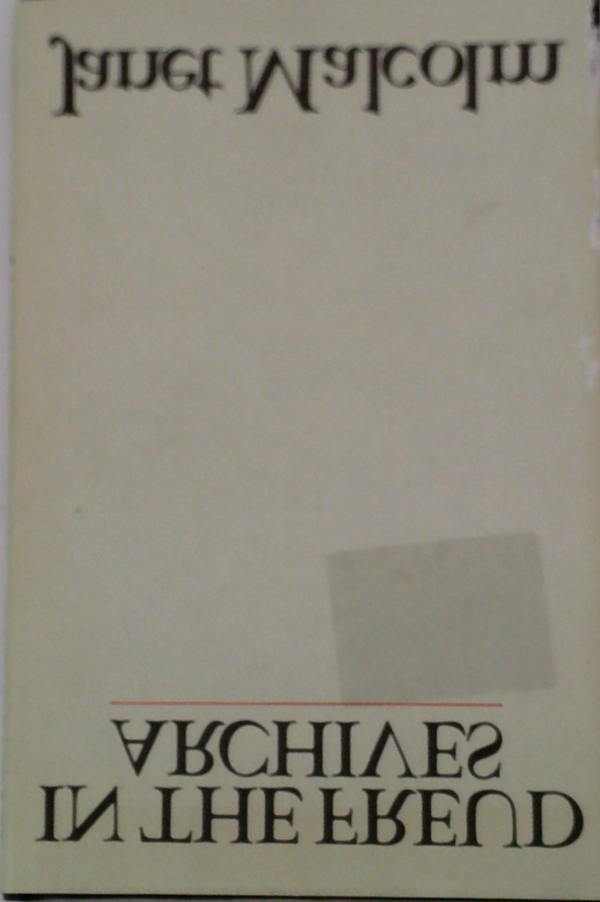 IN THE FREUD
ARCHIVES
Janet Malcolm